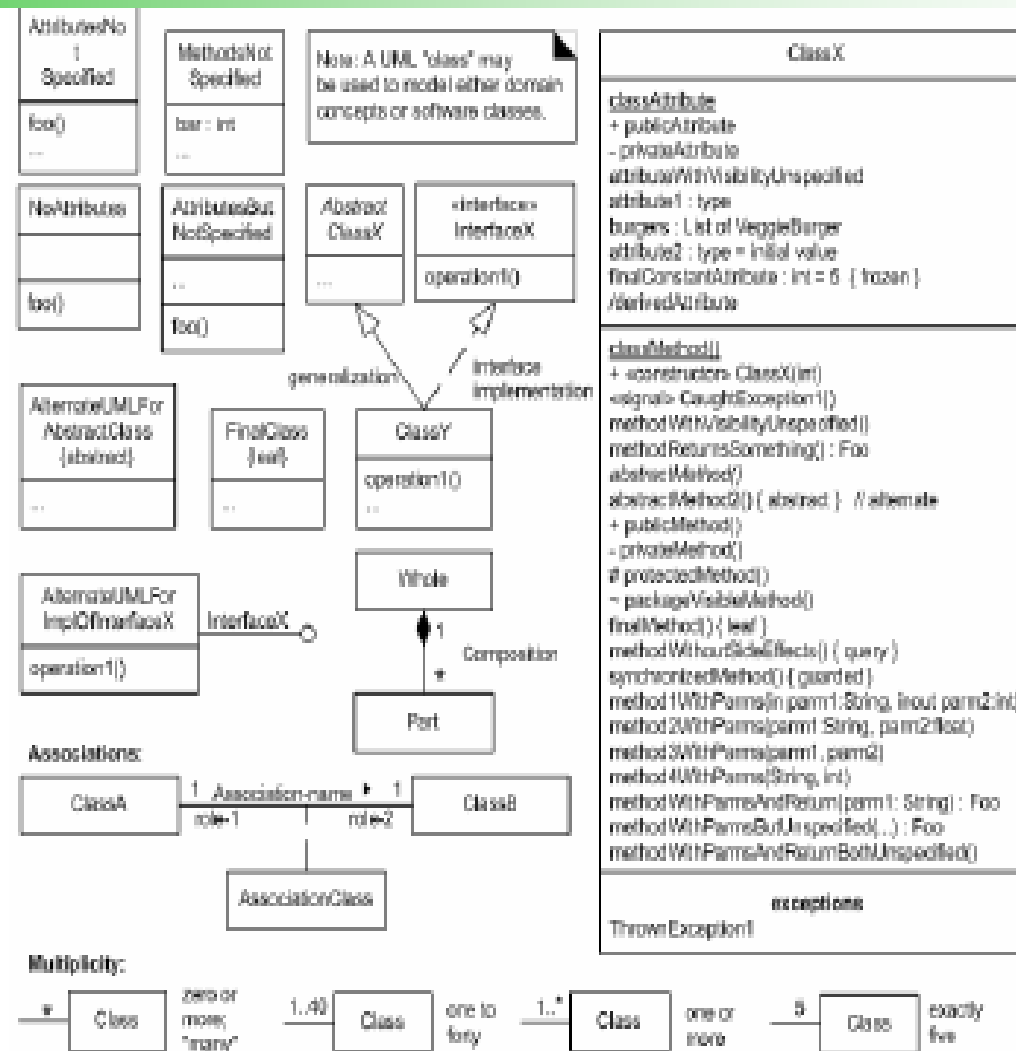 AttributesNo
t
Specified
foo()
...
MethodsNot
Specified
bar : int
...
Note: A UML "class" may
be used to model either domain
concepts or software classes.
NoAttributes
foo()
AttributesBut
NotSpecified
...
foo()
Abstract
ClassX
...
«interface»
InterfaceX
operation1()
generalization
interface
implementation
AlternateUMLFor
AbstractClass
{abstract}
...
FinalClass
{leaf}
...
ClassY
operation1()
...
AlternateUMLFor
ImplOfInterfaceX
operation1()
InterfaceX
Whole
1
Composition
*
Part
Associations:
ClassA
1 Association-name 1
role-1 role-2
ClassB
AssociationClass
ClassX
classAttribute
+ publicAttribute
- privateAttribute
attributeWithVisibilityUnspecified
attribute1 : type
burgers : List of VeggieBurger
attribute2 : type = initial value
finalConstantAttribute : int = 5 { frozen }
/derivedAttribute
classMethod()
+ «constructor» ClassX(int)
«signal» CaughtException1()
methodWithVisibilityUnspecified()
methodReturnsSomething() : Foo
abstractMethod()
abstractMethod2() { abstract } // alternate
+ publicMethod()
- privateMethod()
# protectedMethod()
~ packageVisibleMethod()
finalMethod() { leaf }
methodWithoutSideEffects() { query }
synchronizedMethod() { guarded }
method1WithParms(in parm1:String, inout parm2:int)
method2WithParms(parm1:String, parm2:float)
method3WithParms(parm1, parm2)
method4WithParms(String, int)
methodWithParmsAndReturn(parm1: String) : Foo
methodWithParmsButUnspecified(...) : Foo
methodWithParmsAndReturnBothUnspecified()
exceptions
ThrownException1
Multiplicity:
*
Class
zero or
more;
"many"
1..40
Class
one to
forty
1..*
Class
one or
more
5
Class
exactly
five